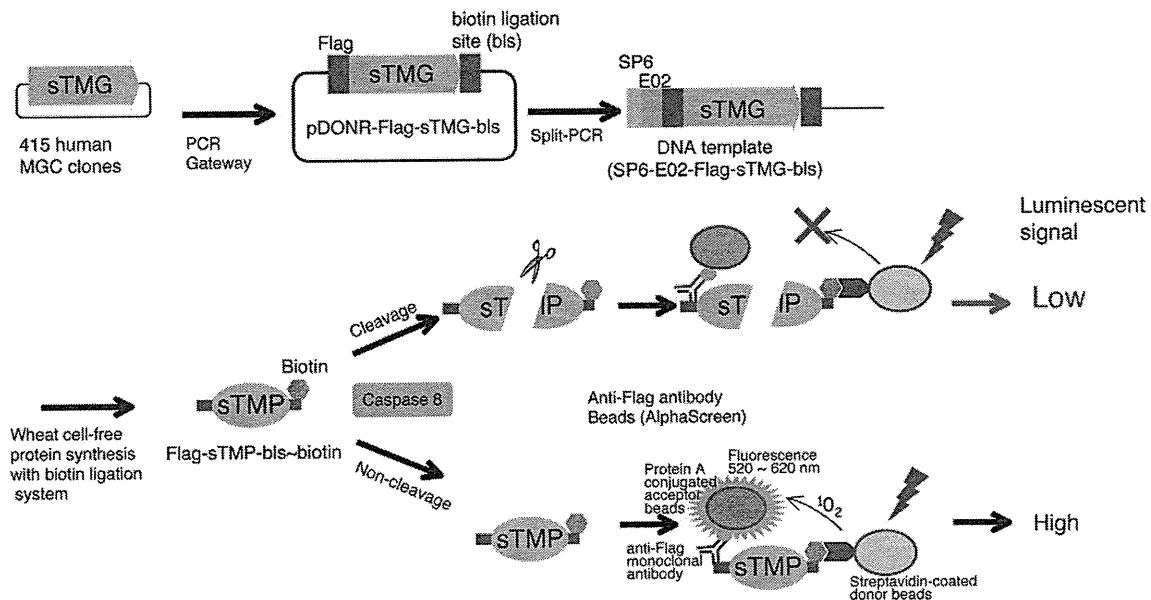 Flag
biotin ligation
site (bls)
sTMG
sTMG
415 human
MGC clones
PCR
Gateway
pDONR-Flag-sTMG-bls
Split-PCR
SP6
E02
sTMG
DNA template
(SP6-E02-Flag-sTMG-bls)
Luminescent
signal
sT
IP
sT
IP
Low
Cleavage
Biotin
sTMP
Caspase 8
Wheat cell-free
protein synthesis
with biotin ligation
system
Flag-sTMP-bls~biotin
Non-cleavage
Anti-Flag antibody
Beads (AlphaScreen)
Protein A
conjugated
acceptor
beads
Fluorescence
520 ~ 620 nm
¹O₂
sTMP
anti-Flag
monoclonal
antibody
sTMP
High
Streptavidin-coated
donor beads